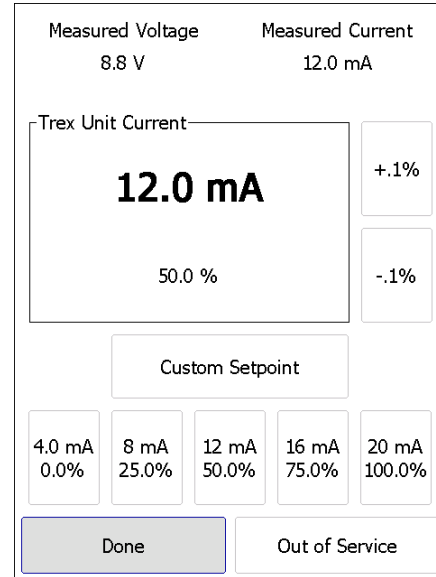 Measured Voltage Measured Current
8.8 V 12.0 mA
Trex Unit Current
12.0 mA
50.0 %
+.1%
-.1%
Custom Setpoint
4.0 mA 8 mA 12 mA 16 mA 20 mA
0.0% 25.0% 50.0% 75.0% 100.0%
Done Out of Service